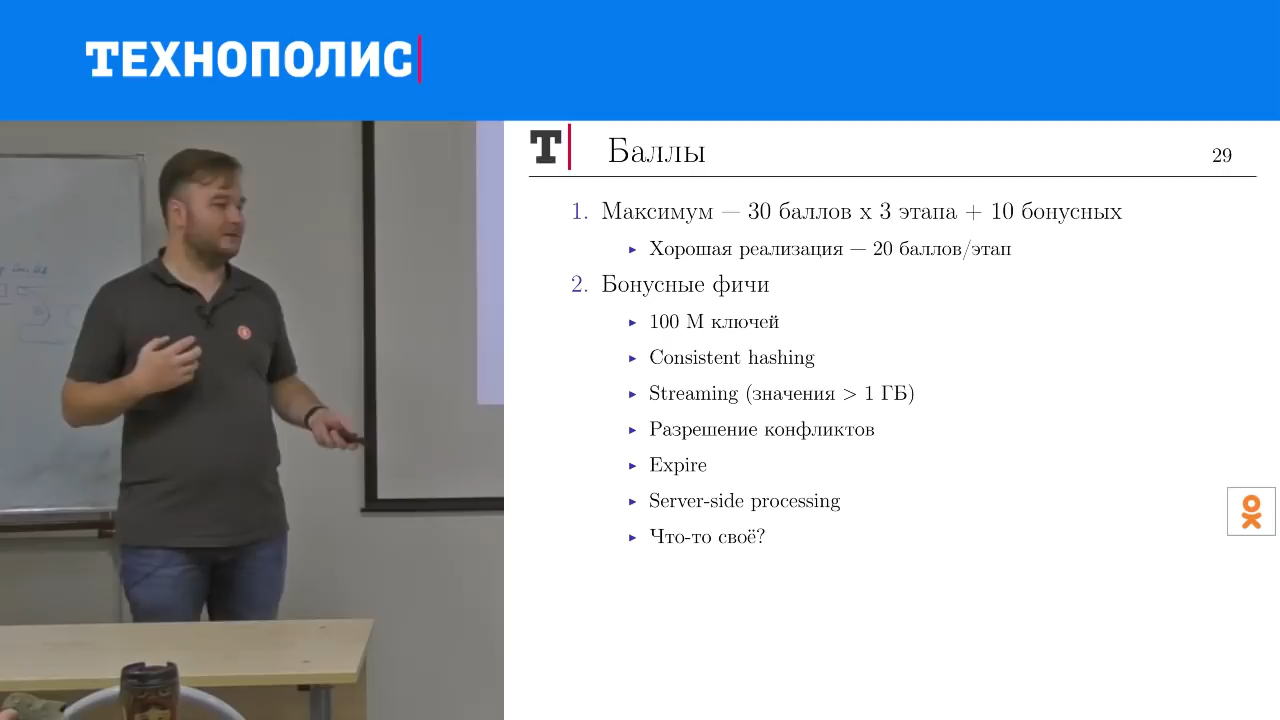 ТЕХНОПОЛИС
Т
Баллы
29
1. Максимум — 30 баллов x 3 этапа + 10 бонусных
▸ Хорошая реализация — 20 баллов/этап
2. Бонусные фичи
▸ 100 M ключей
▸ Consistent hashing
▸ Streaming (значения > 1 ГБ)
▸ Разрешение конфликтов
▸ Expire
▸ Server-side processing
▸ Что-то своё?